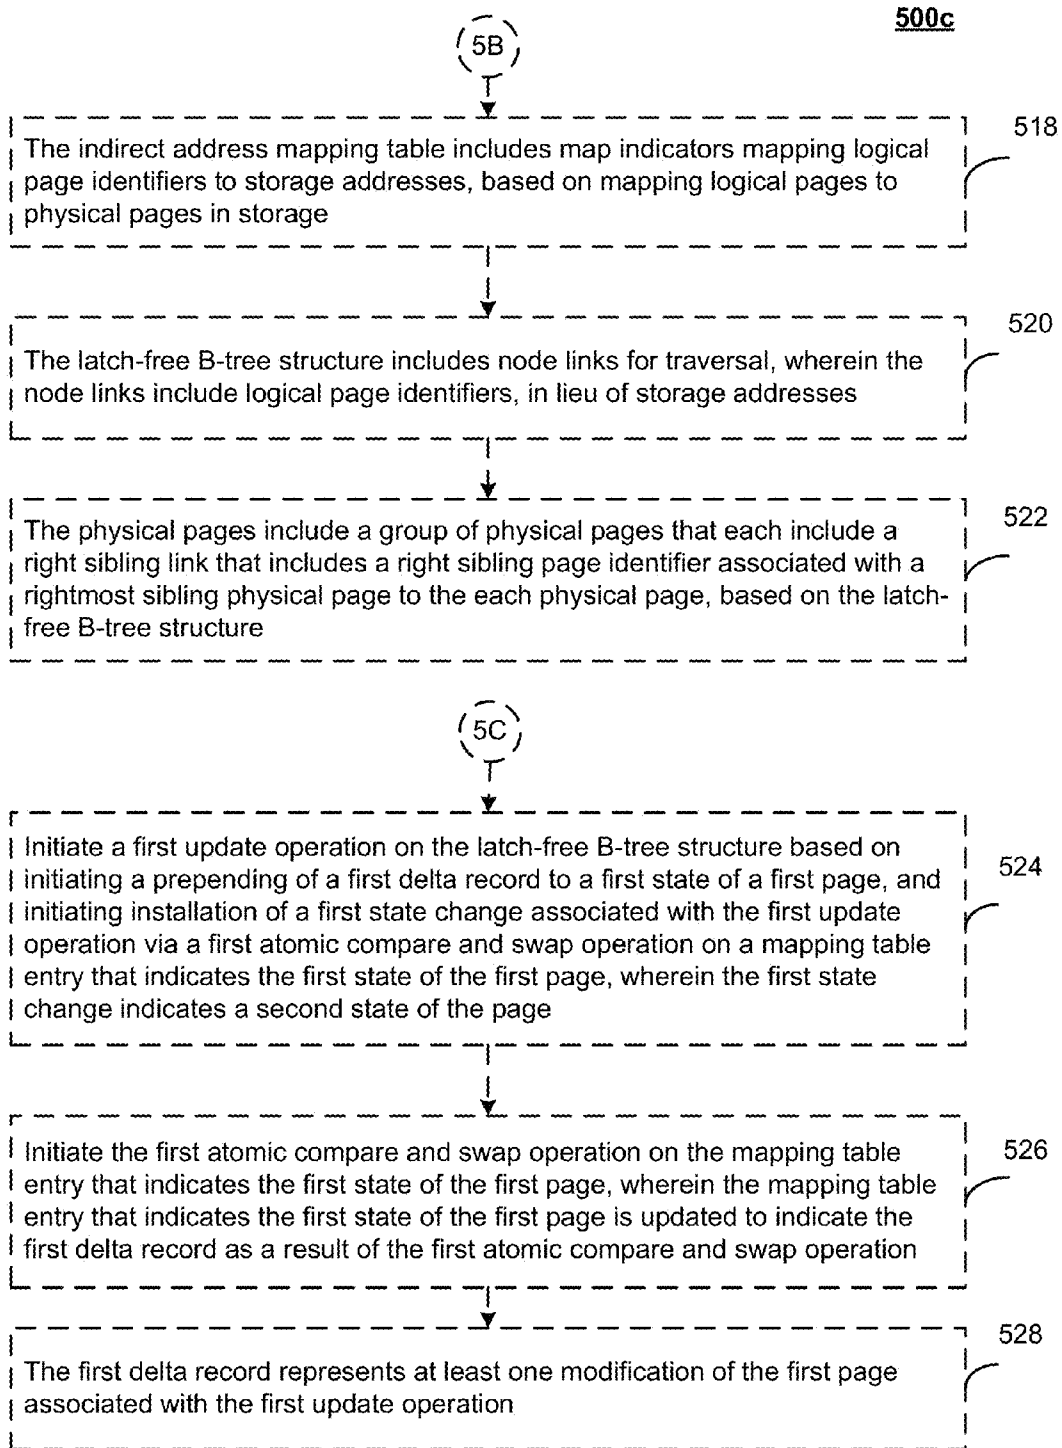 500c
5B
518
The indirect address mapping table includes map indicators mapping logical
page identifiers to storage addresses, based on mapping logical pages to
physical pages in storage
520
The latch-free B-tree structure includes node links for traversal, wherein the
node links include logical page identifiers, in lieu of storage addresses
522
The physical pages include a group of physical pages that each include a
right sibling link that includes a right sibling page identifier associated with a
rightmost sibling physical page to the each physical page, based on the latch-
free B-tree structure
5C
524
Initiate a first update operation on the latch-free B-tree structure based on
initiating a prepending of a first delta record to a first state of a first page, and
initiating installation of a first state change associated with the first update
operation via a first atomic compare and swap operation on a mapping table
entry that indicates the first state of the first page, wherein the first state
change indicates a second state of the page
526
Initiate the first atomic compare and swap operation on the mapping table
entry that indicates the first state of the first page, wherein the mapping table
entry that indicates the first state of the first page is updated to indicate the
first delta record as a result of the first atomic compare and swap operation
528
The first delta record represents at least one modification of the first page
associated with the first update operation